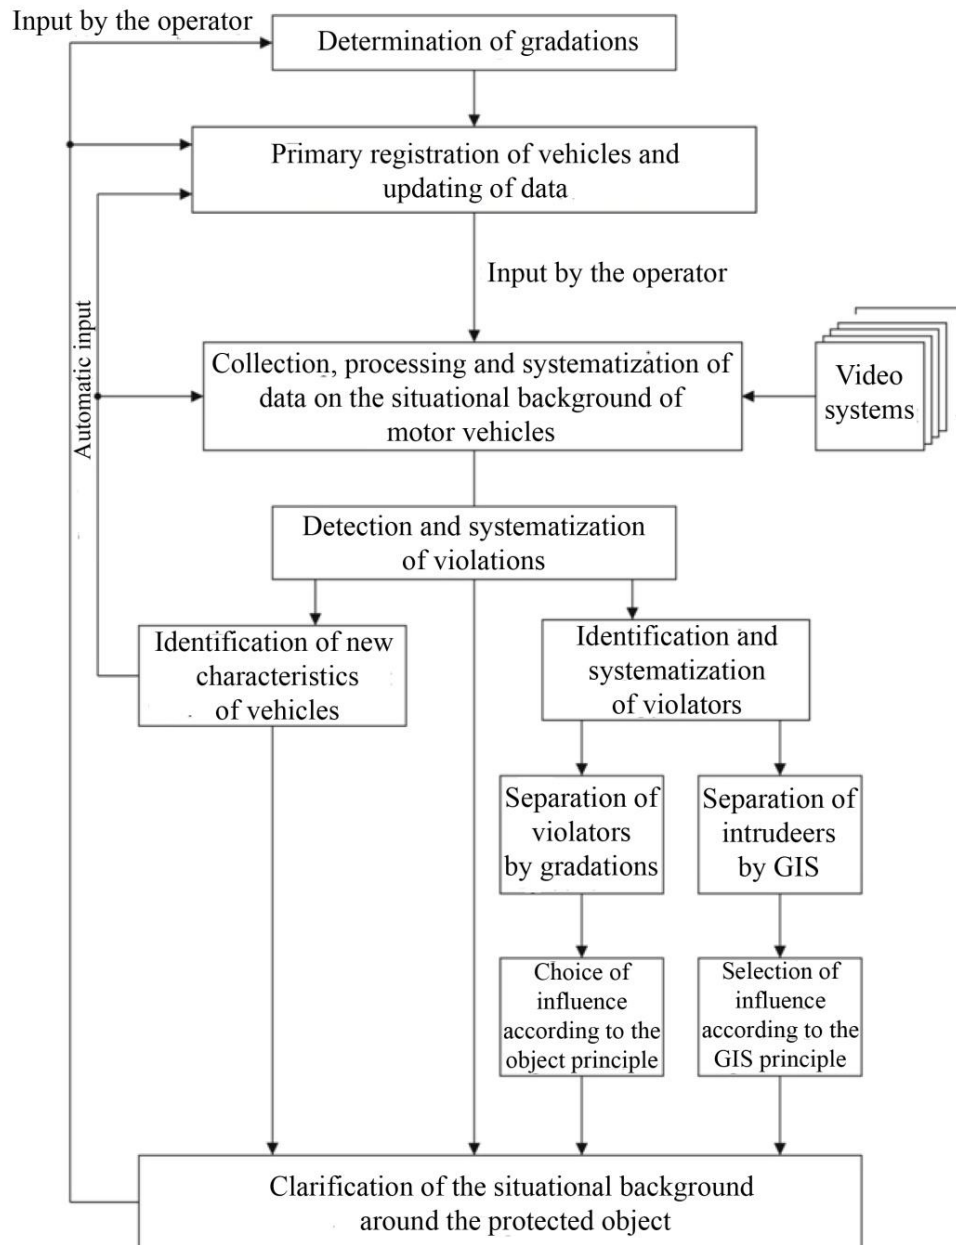 Input by the operator
Determination of gradations
Primary registration of vehicles and
updating of data
Input by the operator
Automatic input
Collection, processing and systematization of
data on the situational background of
motor vehicles
Video
systems
Detection and systematization
of violations
Identification of new
characteristics
of vehicles
Identification and
systematization
of violators
Separation of
violators
by gradations
Separation of
intrudeers
by GIS
Choice of
influence
according to the
object principle
Selection of
influence
according to the
GIS principle
Clarification of the situational background
around the protected object